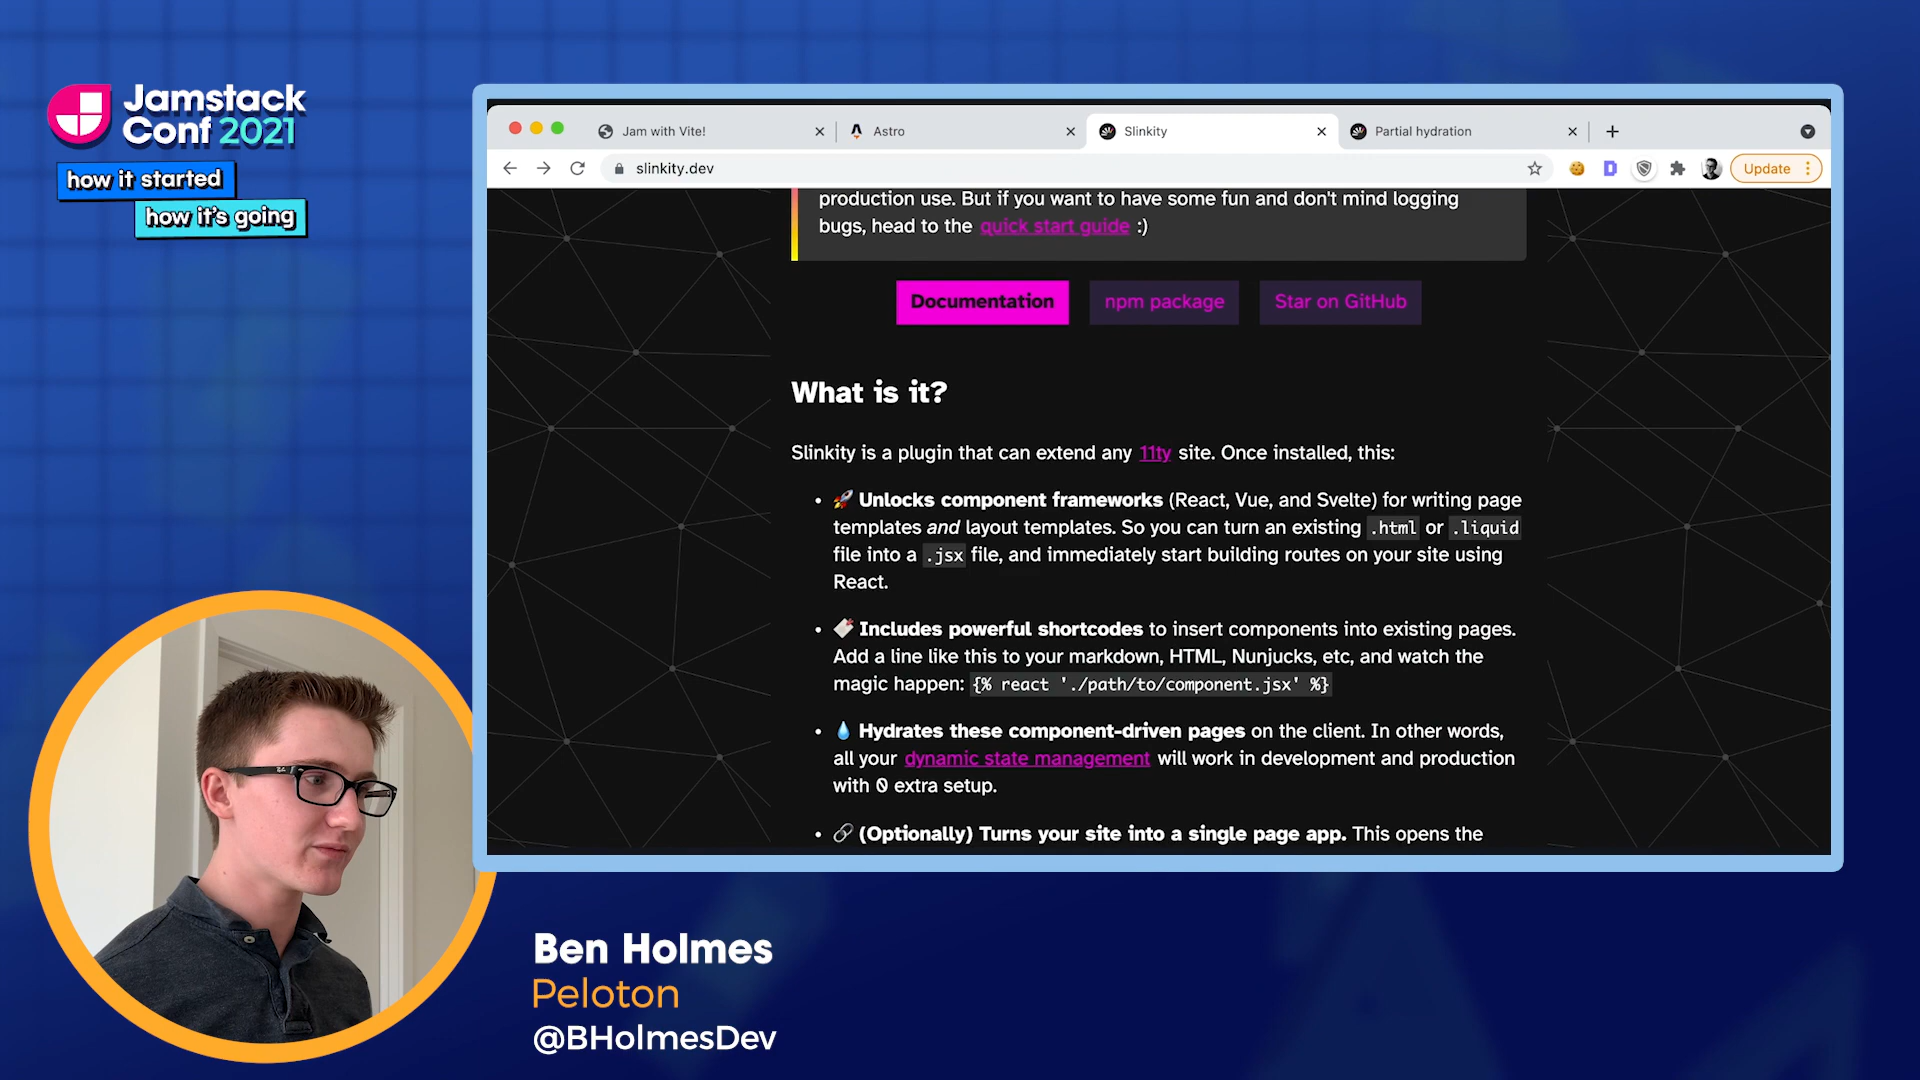 Jamstack
Conf 2021
how it started
how it's going
Jam with Vite!
Astro
Slinkity
Partial hydration
slinkity.dev
Update
production use. But if you want to have some fun and don't mind logging
bugs, head to the quick start guide :)
Documentation
npm package
Star on GitHub
What is it?
Slinkity is a plugin that can extend any 11ty site. Once installed, this:
• 🚀 Unlocks component frameworks (React, Vue, and Svelte) for writing page
templates and layout templates. So you can turn an existing .html or .liquid
file into a .jsx file, and immediately start building routes on your site using
React.
• 🔖 Includes powerful shortcodes to insert components into existing pages.
Add a line like this to your markdown, HTML, Nunjucks, etc, and watch the
magic happen: {% react './path/to/component.jsx' %}
• 💧 Hydrates these component-driven pages on the client. In other words,
all your dynamic state management will work in development and production
with 0 extra setup.
• 🔗 (Optionally) Turns your site into a single page app. This opens the
Ben Holmes
Peloton
@BHolmesDev